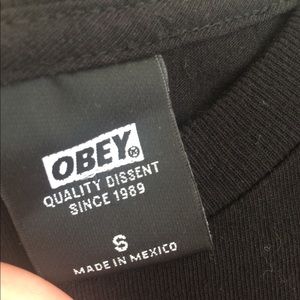 OBEY®
QUALITY DISSENT
SINCE 1989
S
MADE IN MEXICO